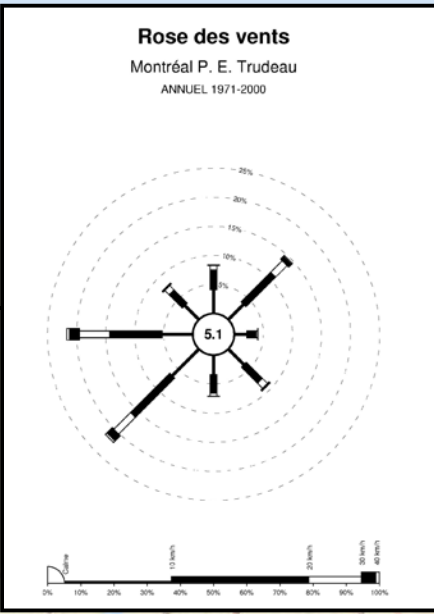 Rose des vents
Montréal P. E. Trudeau
ANNUEL 1971-2000
25%
20%
15%
10%
5%
5.1
Calme
10 km/h
20 km/h
30 km/h
40 km/h
0% 10% 20% 30% 40% 50% 60% 70% 80% 90% 100%